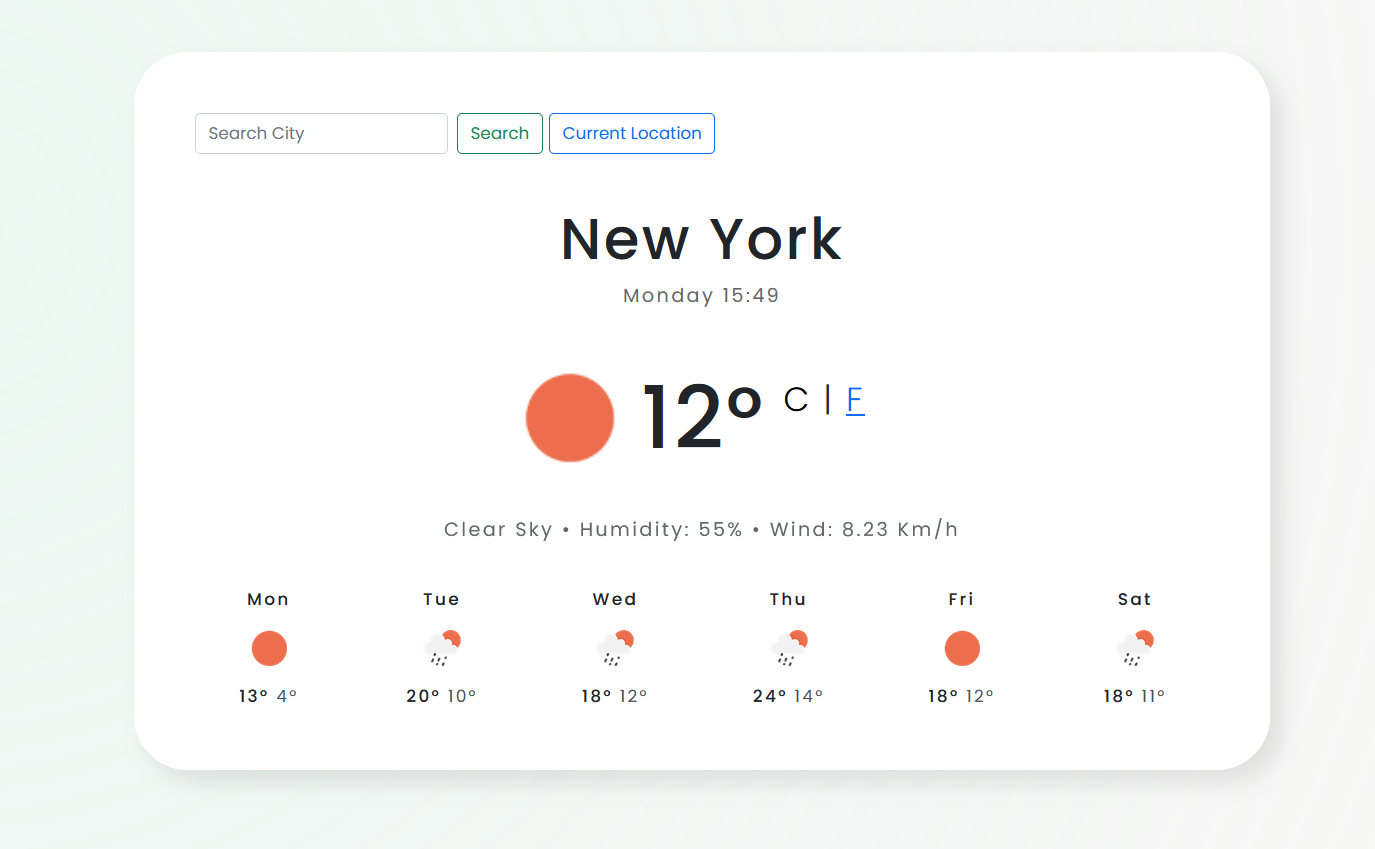 Search City Search Current Location
New York
Monday 15:49
12º C | F
Clear Sky • Humidity: 55% • Wind: 8.23 Km/h
Mon Tue Wed Thu Fri Sat
13° 4° 20° 10° 18° 12° 24° 14° 18° 12° 18° 11°